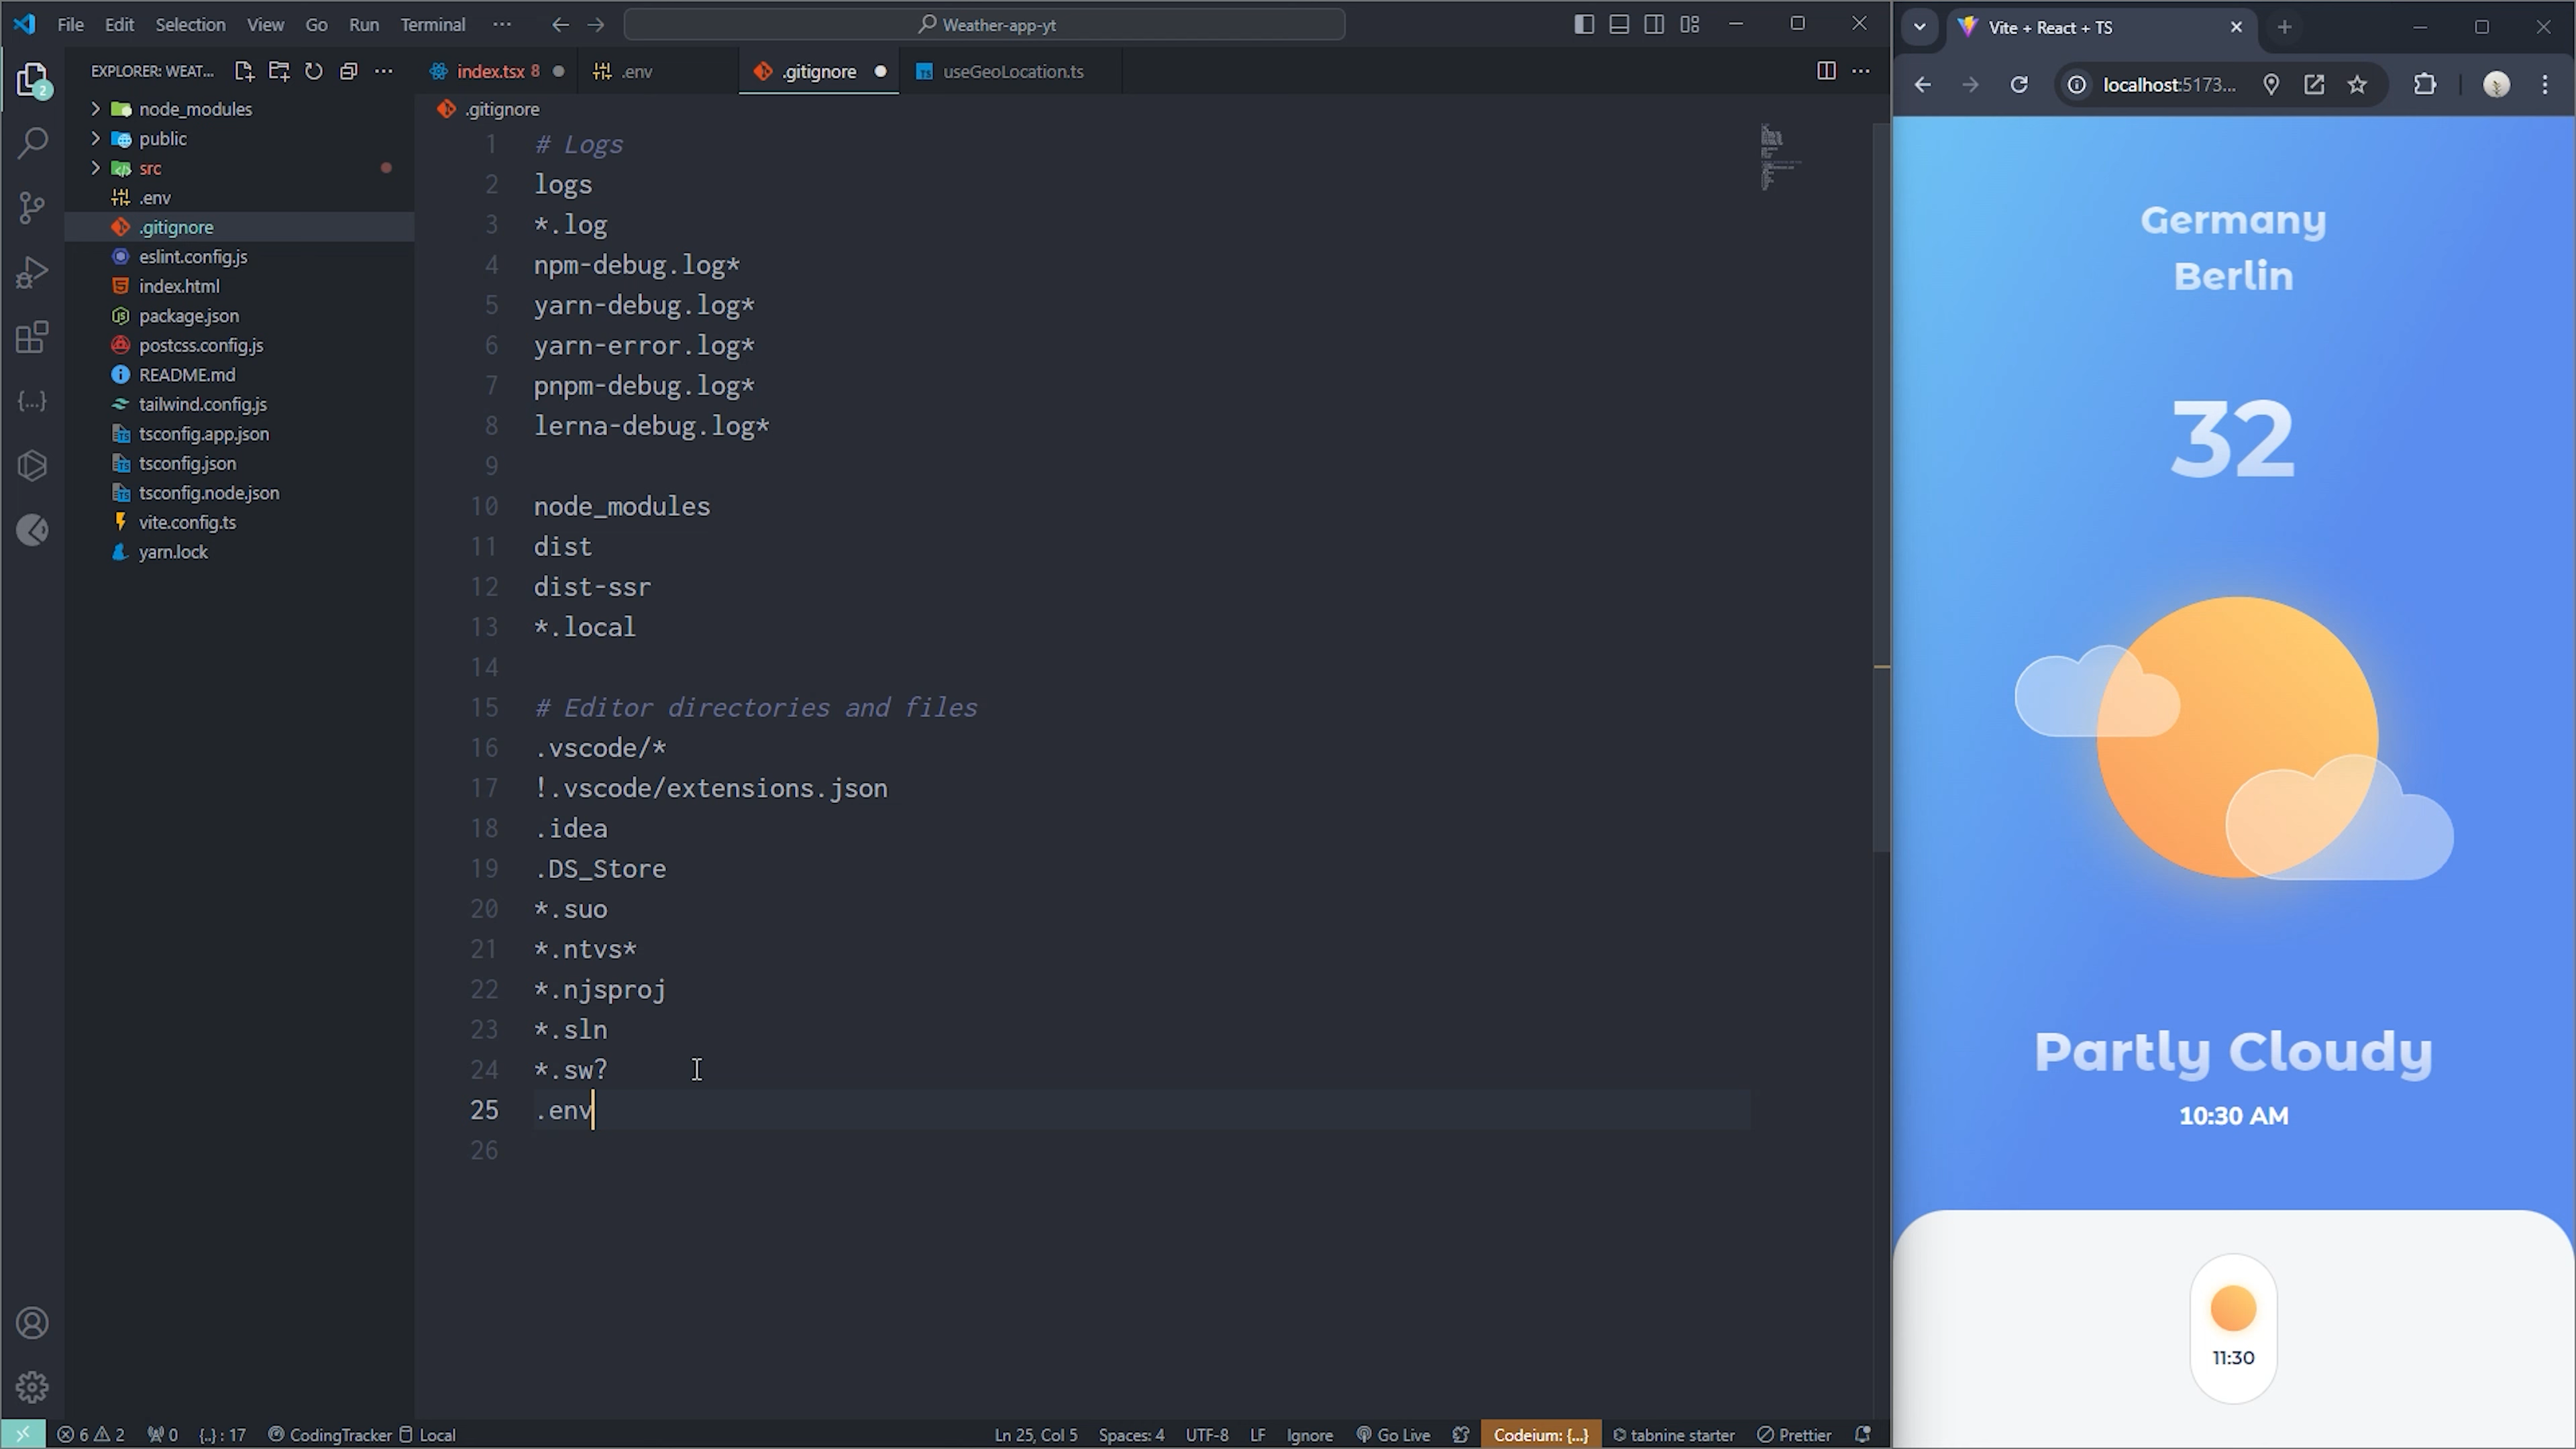 File Edit Selection View Go Run Terminal ··· Weather-app-yt
EXPLORER: WEAT... ···
2
node_modules
public
src
.env
.gitignore
eslint.config.js
index.html
package.json
postcss.config.js
README.md
tailwind.config.js
tsconfig.app.json
tsconfig.json
tsconfig.node.json
vite.config.ts
yarn.lock
index.tsx 8 .env .gitignore useGeoLocation.ts ···
.gitignore
1 # Logs
2 logs
3 *.log
4 npm-debug.log*
5 yarn-debug.log*
6 yarn-error.log*
7 pnpm-debug.log*
8 lerna-debug.log*
9
10 node_modules
11 dist
12 dist-ssr
13 *.local
14
15 # Editor directories and files
16 .vscode/*
17 !.vscode/extensions.json
18 .idea
19 .DS_Store
20 *.suo
21 *.ntvs*
22 *.njsproj
23 *.sln
24 *.sw?
25 .env
26
6 2 0 {..} : 17 CodingTracker Local Ln 25, Col 5 Spaces: 4 UTF-8 LF Ignore Go Live Codeium: {...} tabnine starter Prettier
Vite + React + TS
localhost:5173...
Germany
Berlin
32
Partly Cloudy
10:30 AM
11:30